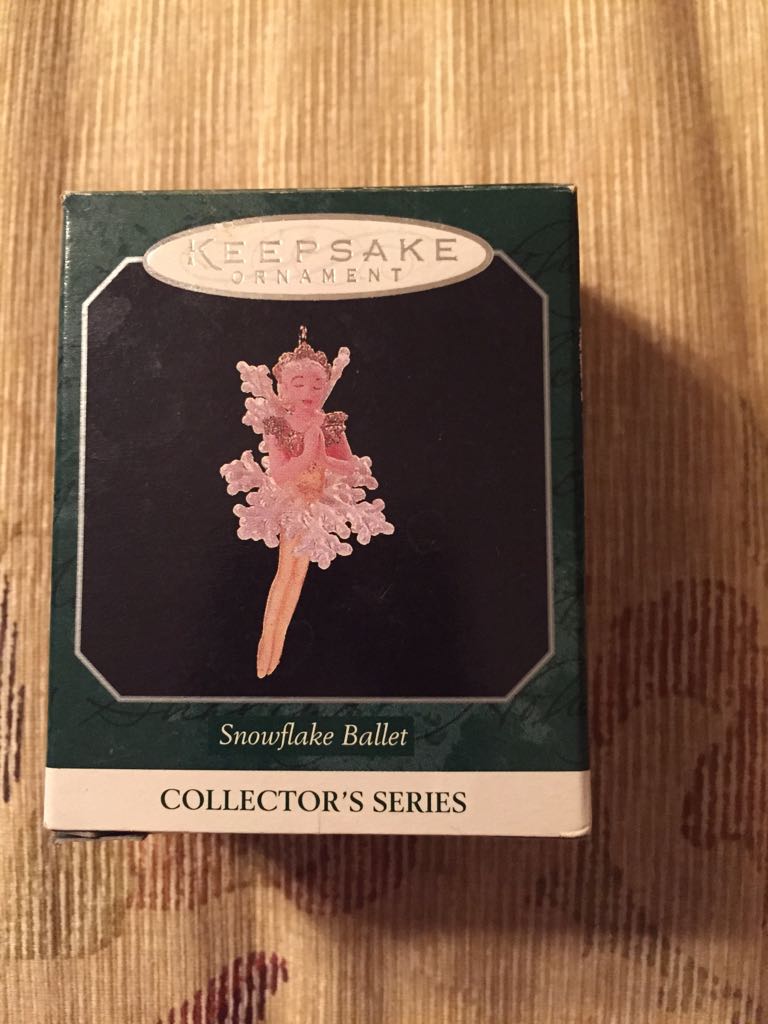 KEEPSAKE
ORNAMENT
Snowflake Ballet
COLLECTOR'S SERIES